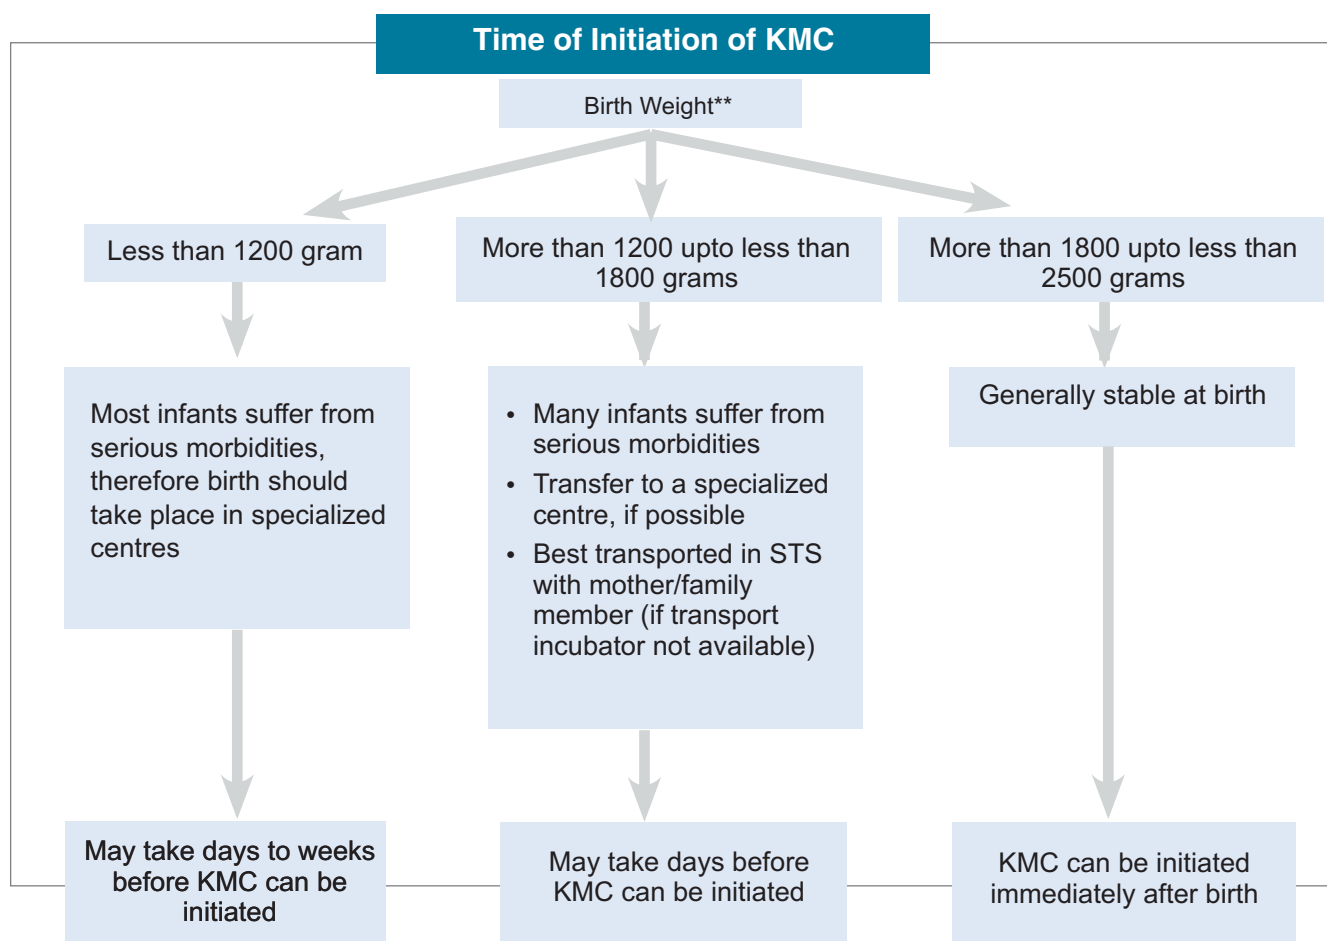 Time of Initiation of KMC
Birth Weight**
Less than 1200 gram
More than 1200 upto less than
1800 grams
More than 1800 upto less than
2500 grams
Most infants suffer from
serious morbidities,
therefore birth should
take place in specialized
centres
• Many infants suffer from
serious morbidities
• Transfer to a specialized
centre, if possible
• Best transported in STS
with mother/family
member (if transport
incubator not available)
Generally stable at birth
May take days to weeks
before KMC can be
initiated
May take days before
KMC can be initiated
KMC can be initiated
immediately after birth